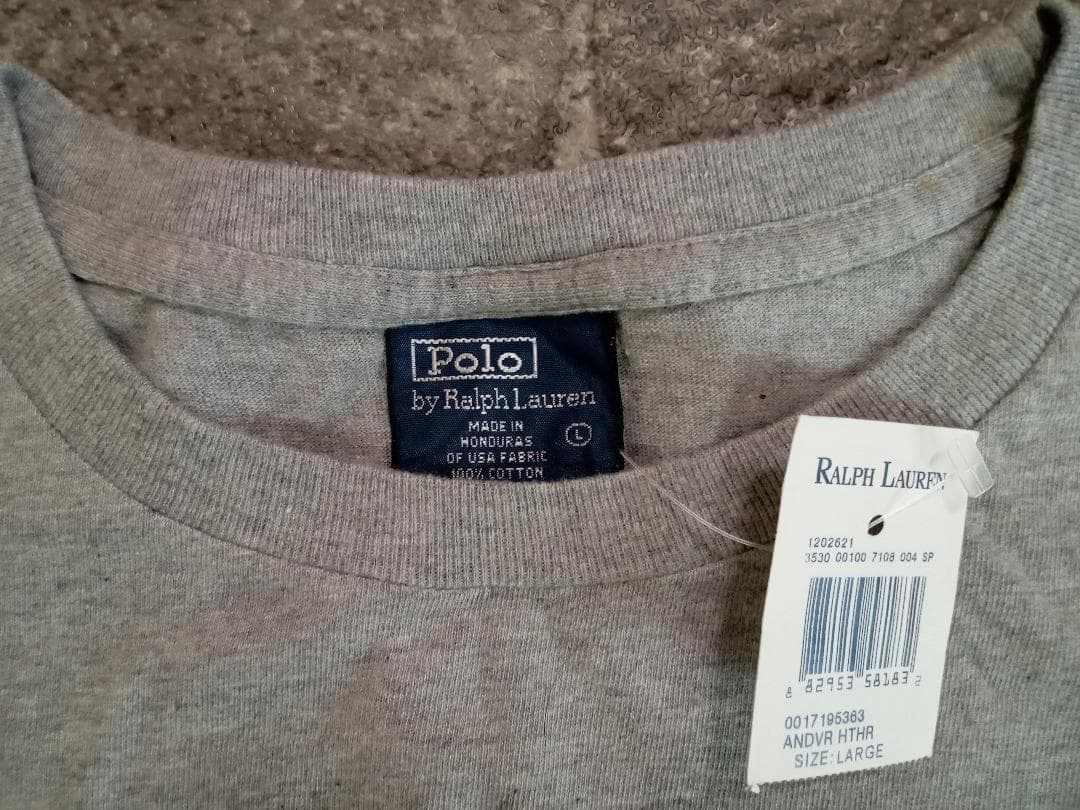 Polo
by Ralph Lauren
MADE IN
HONDURAS
OF USA FABRIC
100% COTTON
L
RALPH LAUREN
1202621
3530 00100 7108 004 SP
8 82953 58183 2
0017195363
ANDVR HTHR
SIZE: LARGE